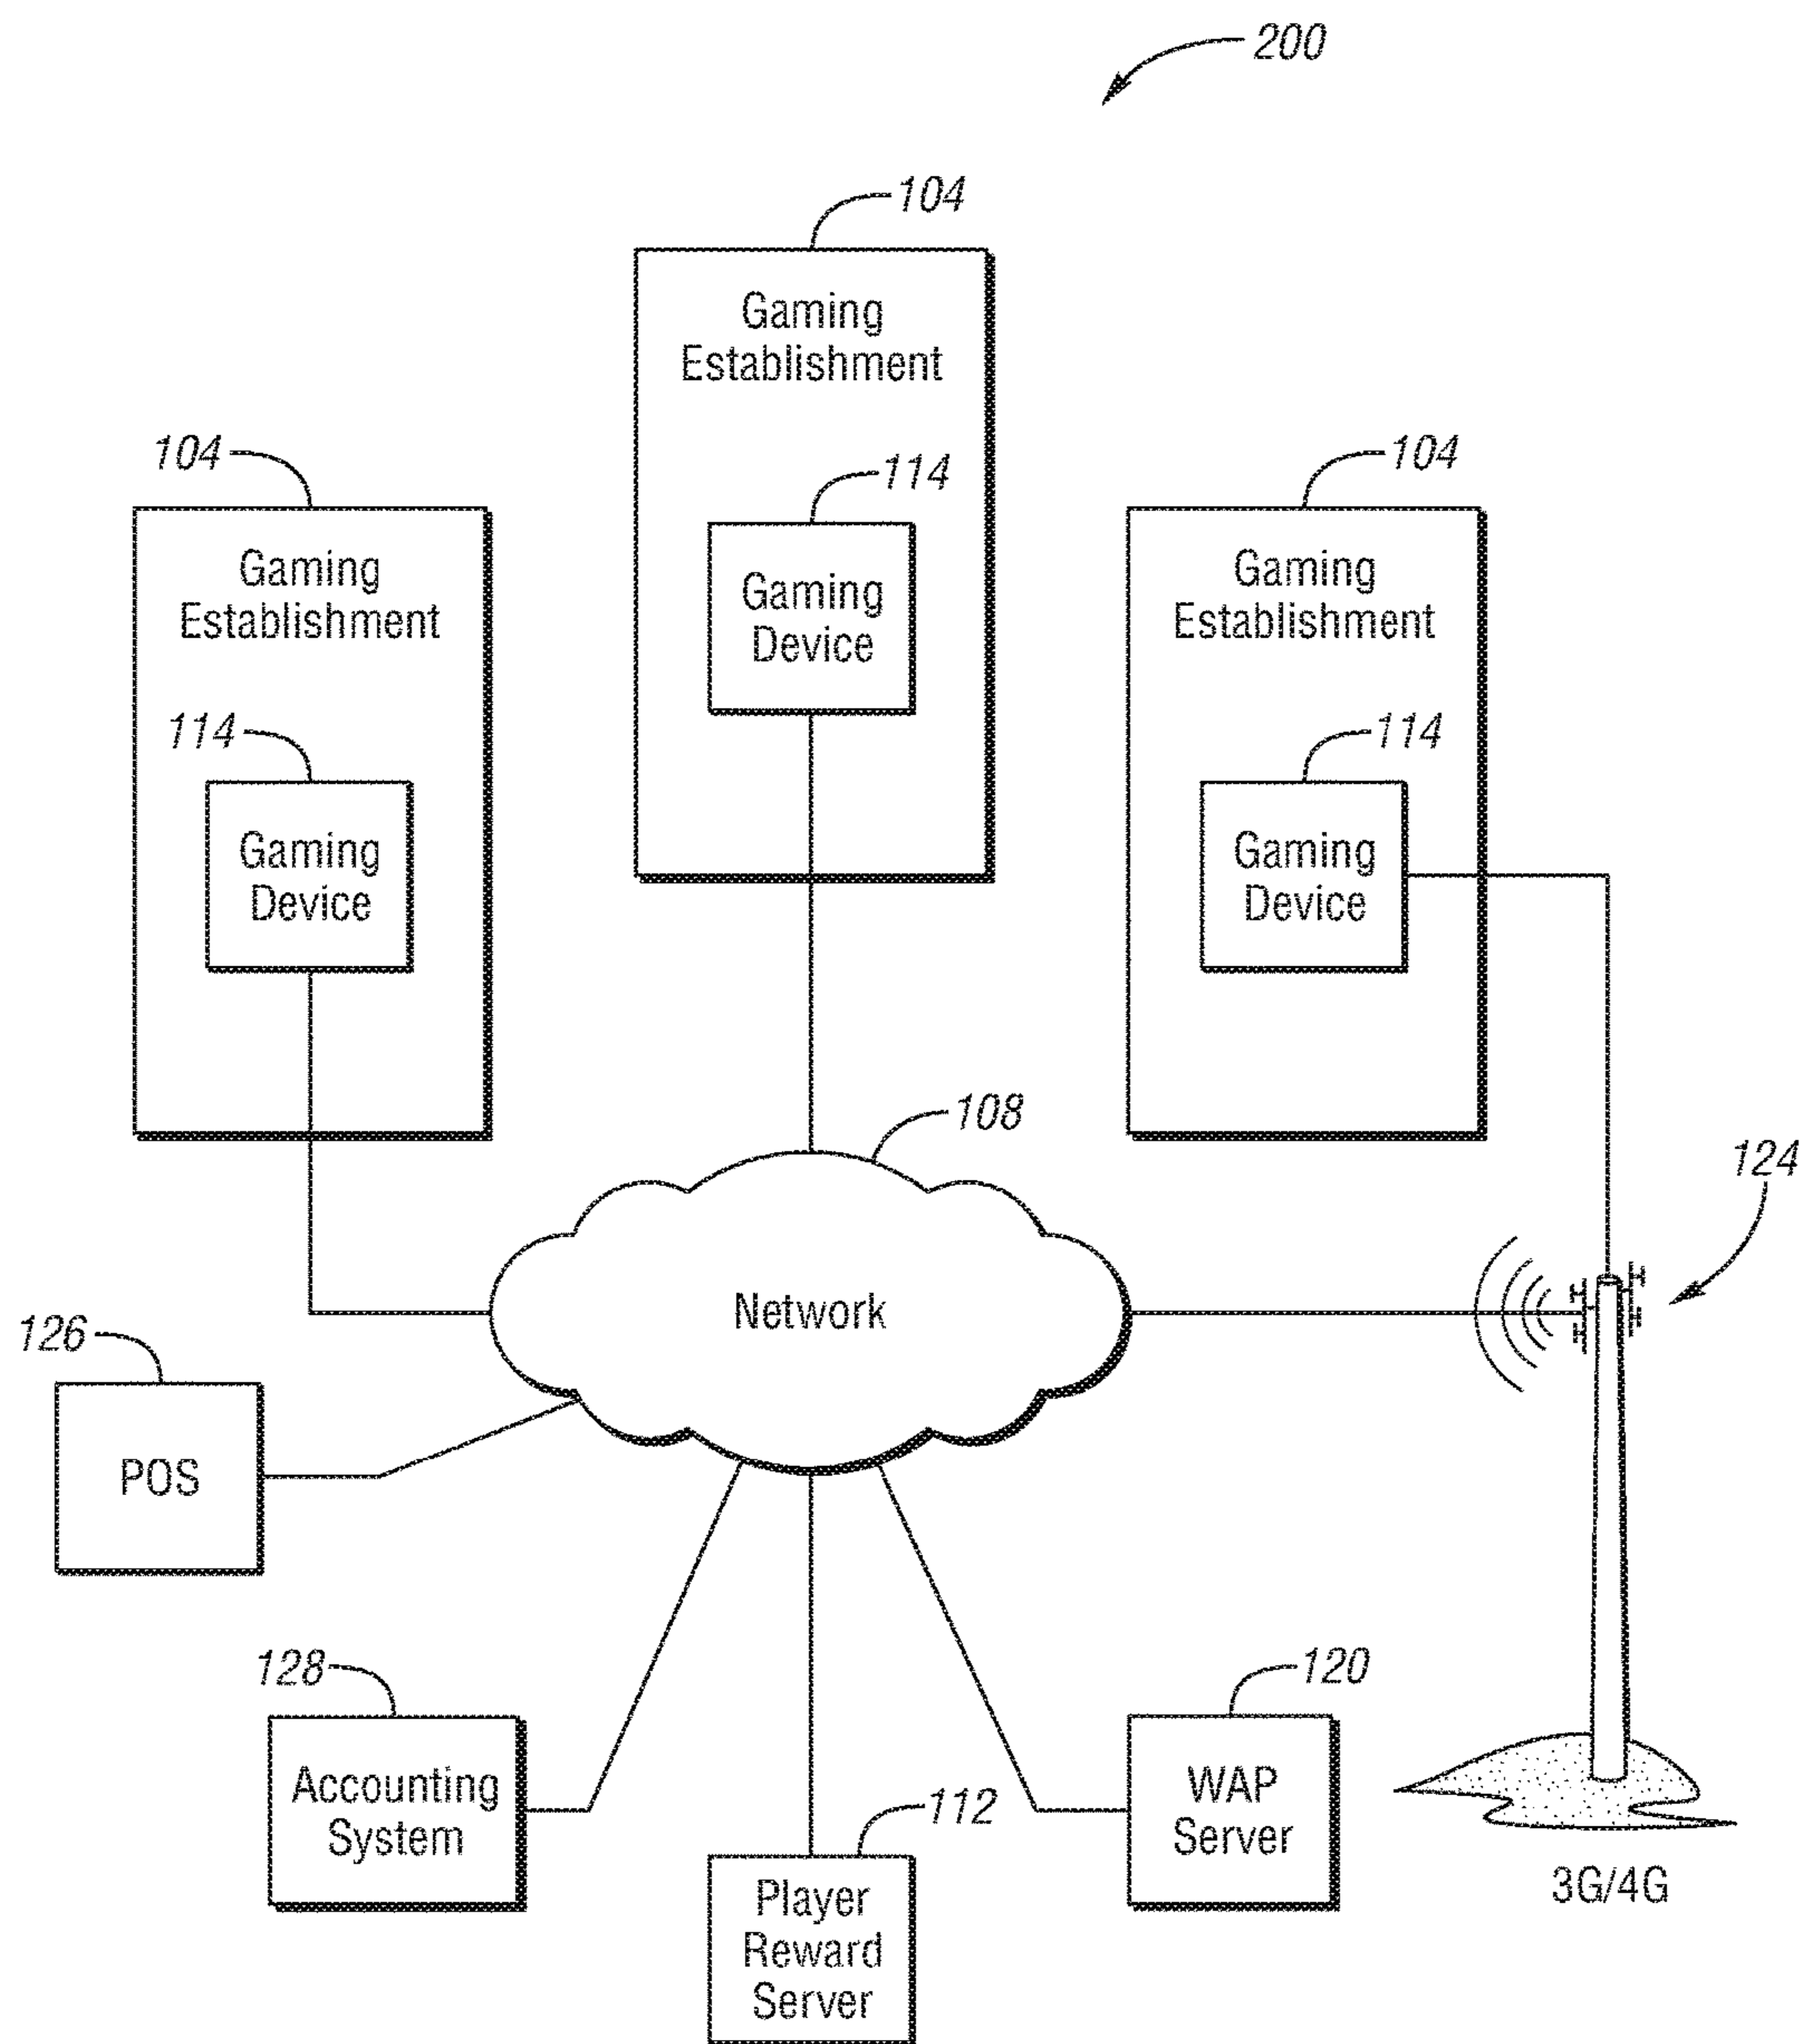 200
104
Gaming
Establishment
114
Gaming
Device
104
Gaming
Establishment
114
Gaming
Device
104
Gaming
Establishment
114
Gaming
Device
108
Network
124
126
POS
128
Accounting
System
112
Player
Reward
Server
120
WAP
Server
3G/4G